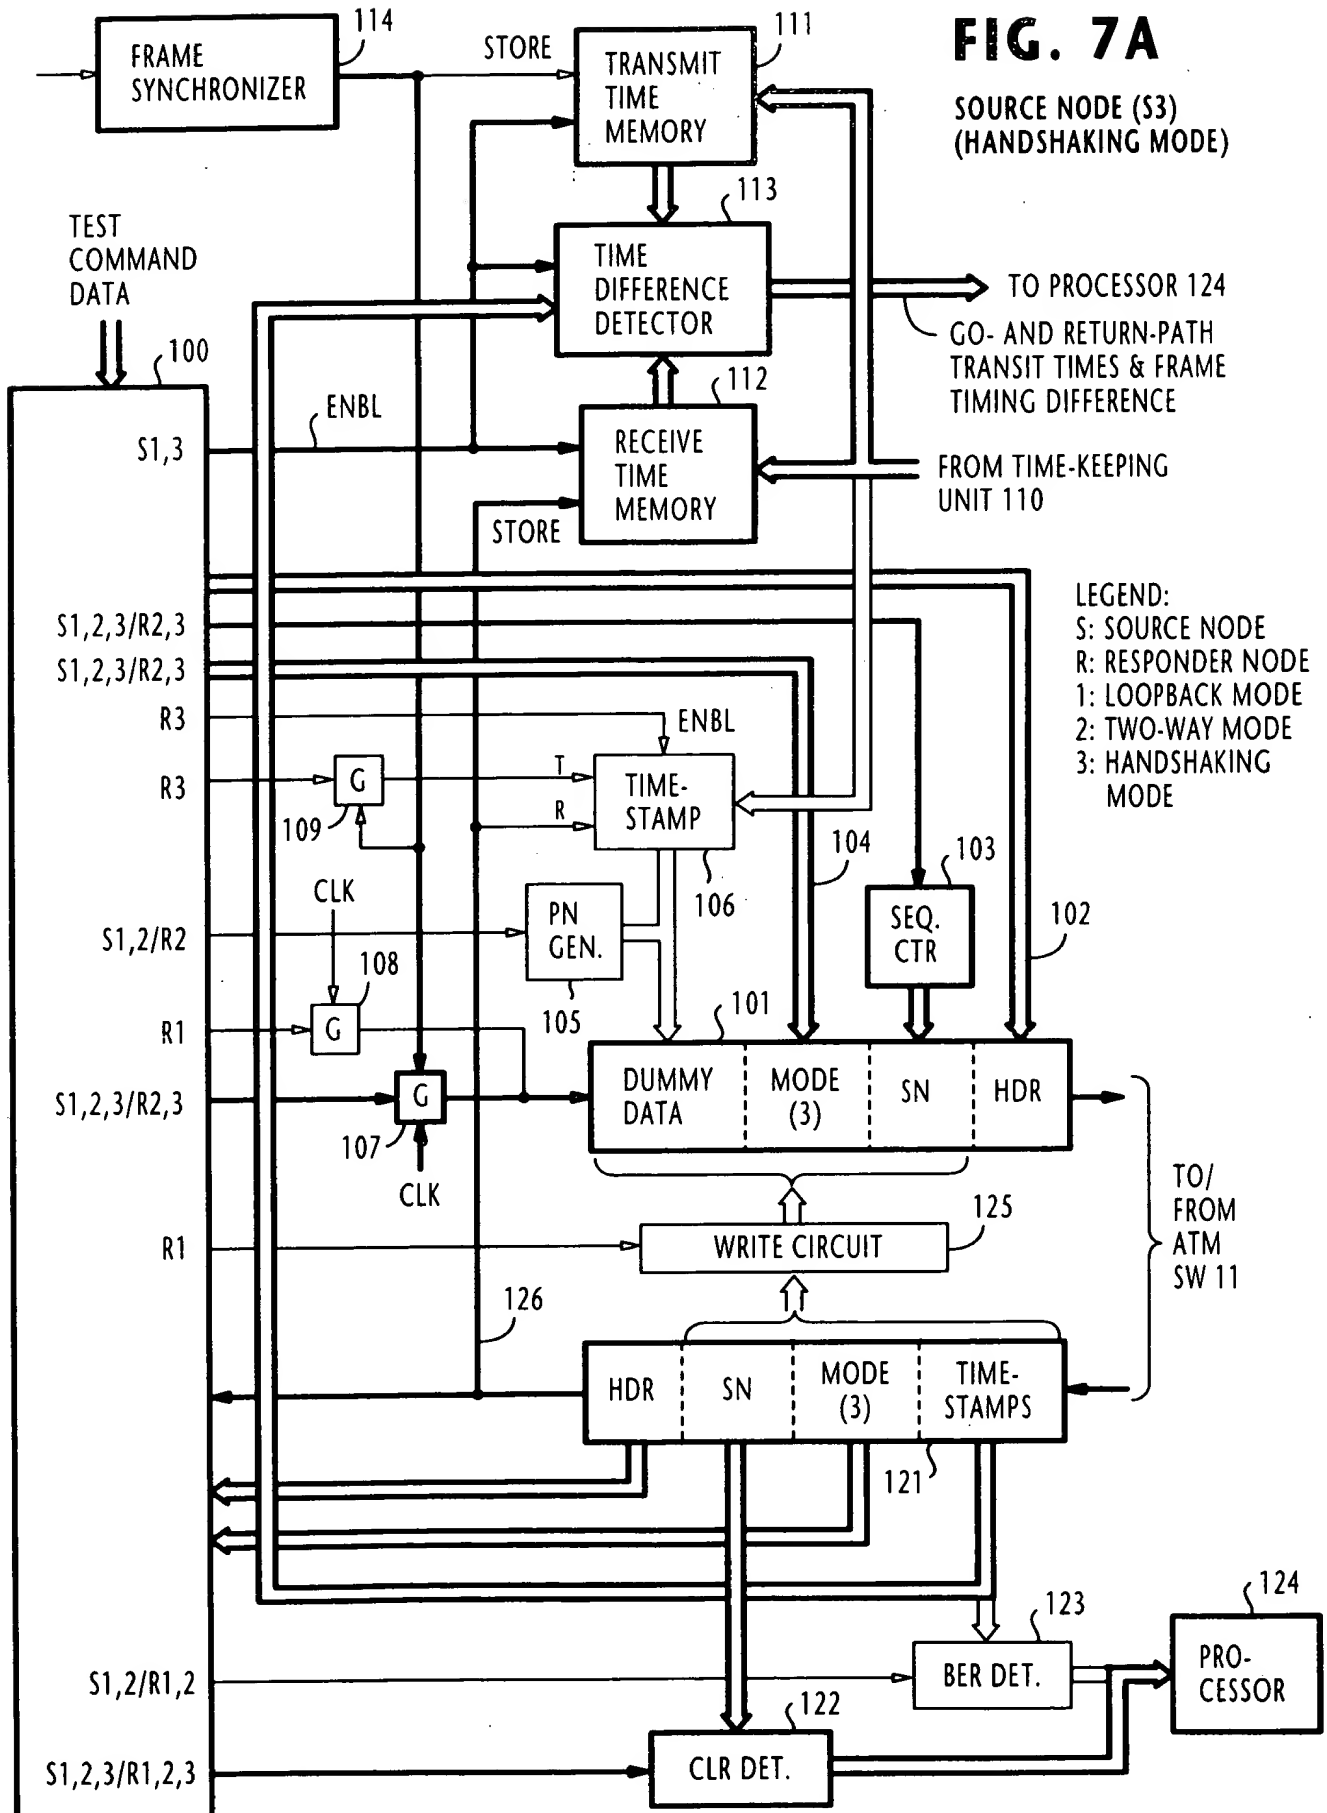 FIG. 7A
SOURCE NODE (S3)
(HANDSHAKING MODE)
114
FRAME
SYNCHRONIZER
STORE
111
TRANSMIT
TIME
MEMORY
TEST
COMMAND
DATA
113
TIME
DIFFERENCE
DETECTOR
TO PROCESSOR 124
GO- AND RETURN-PATH
TRANSIT TIMES & FRAME
TIMING DIFFERENCE
100
ENBL
112
S1,3
RECEIVE
TIME
MEMORY
FROM TIME-KEEPING
UNIT 110
STORE
LEGEND:
S: SOURCE NODE
R: RESPONDER NODE
1: LOOPBACK MODE
2: TWO-WAY MODE
3: HANDSHAKING
MODE
S1,2,3/R2,3
S1,2,3/R2,3
R3
ENBL
R3
G
109
T
R
TIME-
STAMP
106
104
103
SEQ.
CTR
102
CLK
S1,2/R2
PN
GEN.
105
108
R1
G
101
S1,2,3/R2,3
G
107
CLK
DUMMY
DATA
MODE
(3)
SN
HDR
TO/
FROM
ATM
SW 11
R1
WRITE CIRCUIT
125
126
HDR
SN
MODE
(3)
TIME-
STAMPS
121
S1,2/R1,2
BER DET.
123
124
PRO-
CESSOR
122
S1,2,3/R1,2,3
CLR DET.